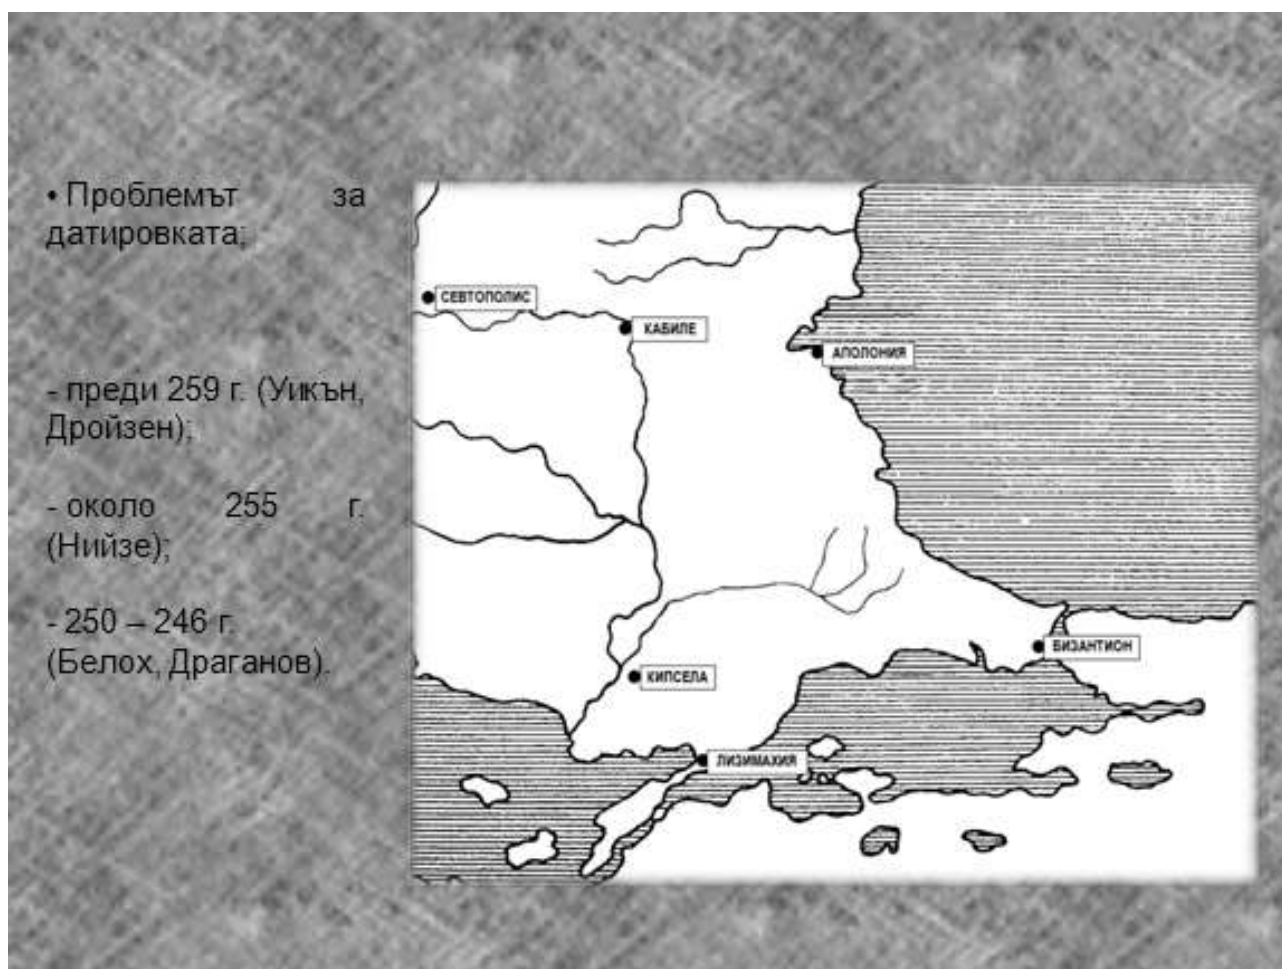 • Проблемът за
датировката:
- преди 259 г. (Уикън,
Дройзен);
- около 255 г.
(Нийзе);
- 250 – 246 г.
(Белох, Драганов).
СЕВТОПОЛИС
КАБИЛЕ
АПОЛОНИЯ
БИЗАНТИОН
КИПСЕЛА
ЛИЗИМАХИЯ